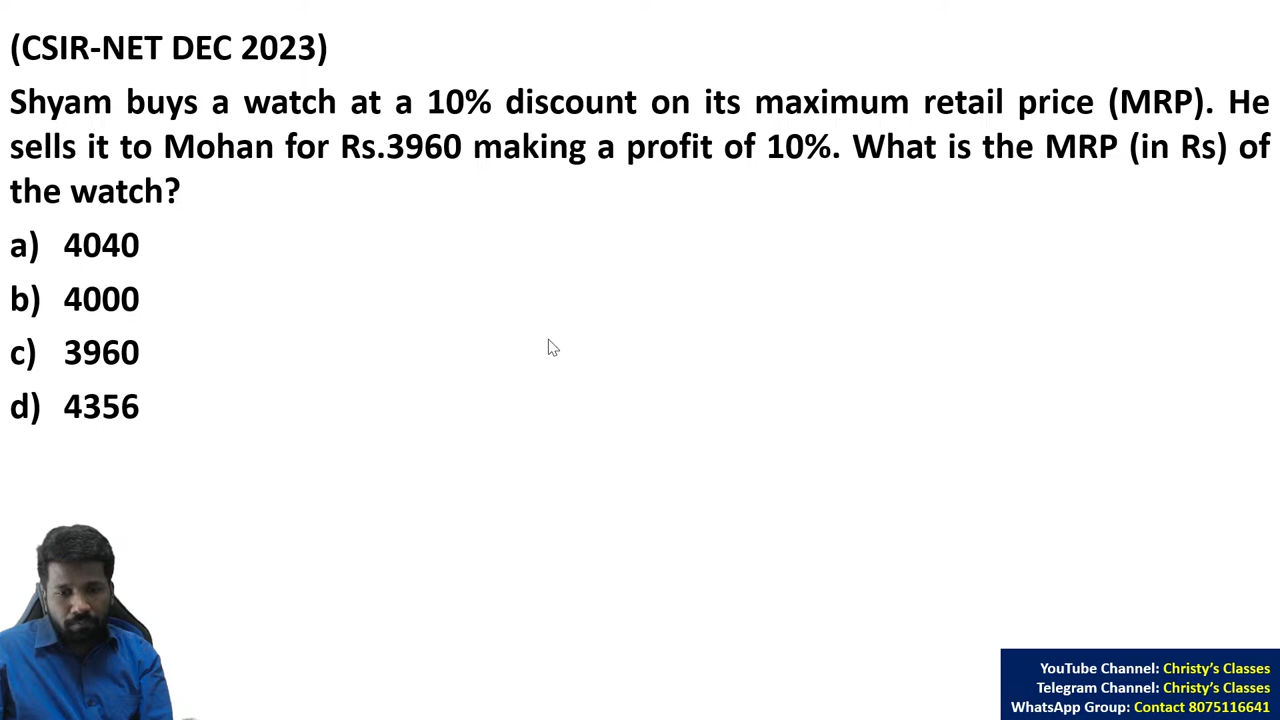 (CSIR-NET DEC 2023)
Shyam buys a watch at a 10% discount on its maximum retail price (MRP). He
sells it to Mohan for Rs.3960 making a profit of 10%. What is the MRP (in Rs) of
the watch?
a) 4040
b) 4000
c) 3960
d) 4356
YouTube Channel: Christy's Classes
Telegram Channel: Christy's Classes
WhatsApp Group: Contact 8075116641